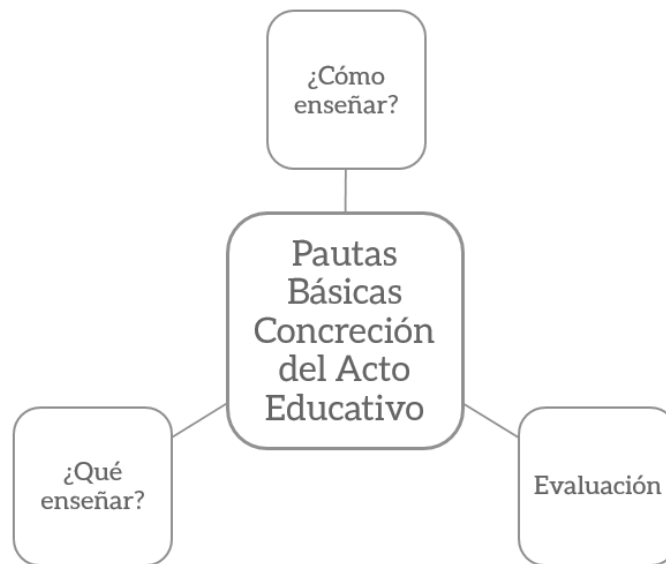 ¿Cómo
enseñar?
Pautas
Básicas
Concreción
del Acto
Educativo
¿Qué
enseñar?
Evaluación